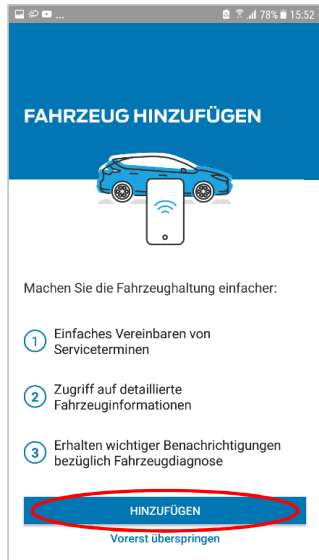 ... 78% 15:52
FAHRZEUG HINZUFÜGEN
Machen Sie die Fahrzeughaltung einfacher:
1 Einfaches Vereinbaren von
Serviceterminen
2 Zugriff auf detaillierte
Fahrzeuginformationen
3 Erhalten wichtiger Benachrichtigungen
bezüglich Fahrzeugdiagnose
HINZUFÜGEN
Vorerst überspringen